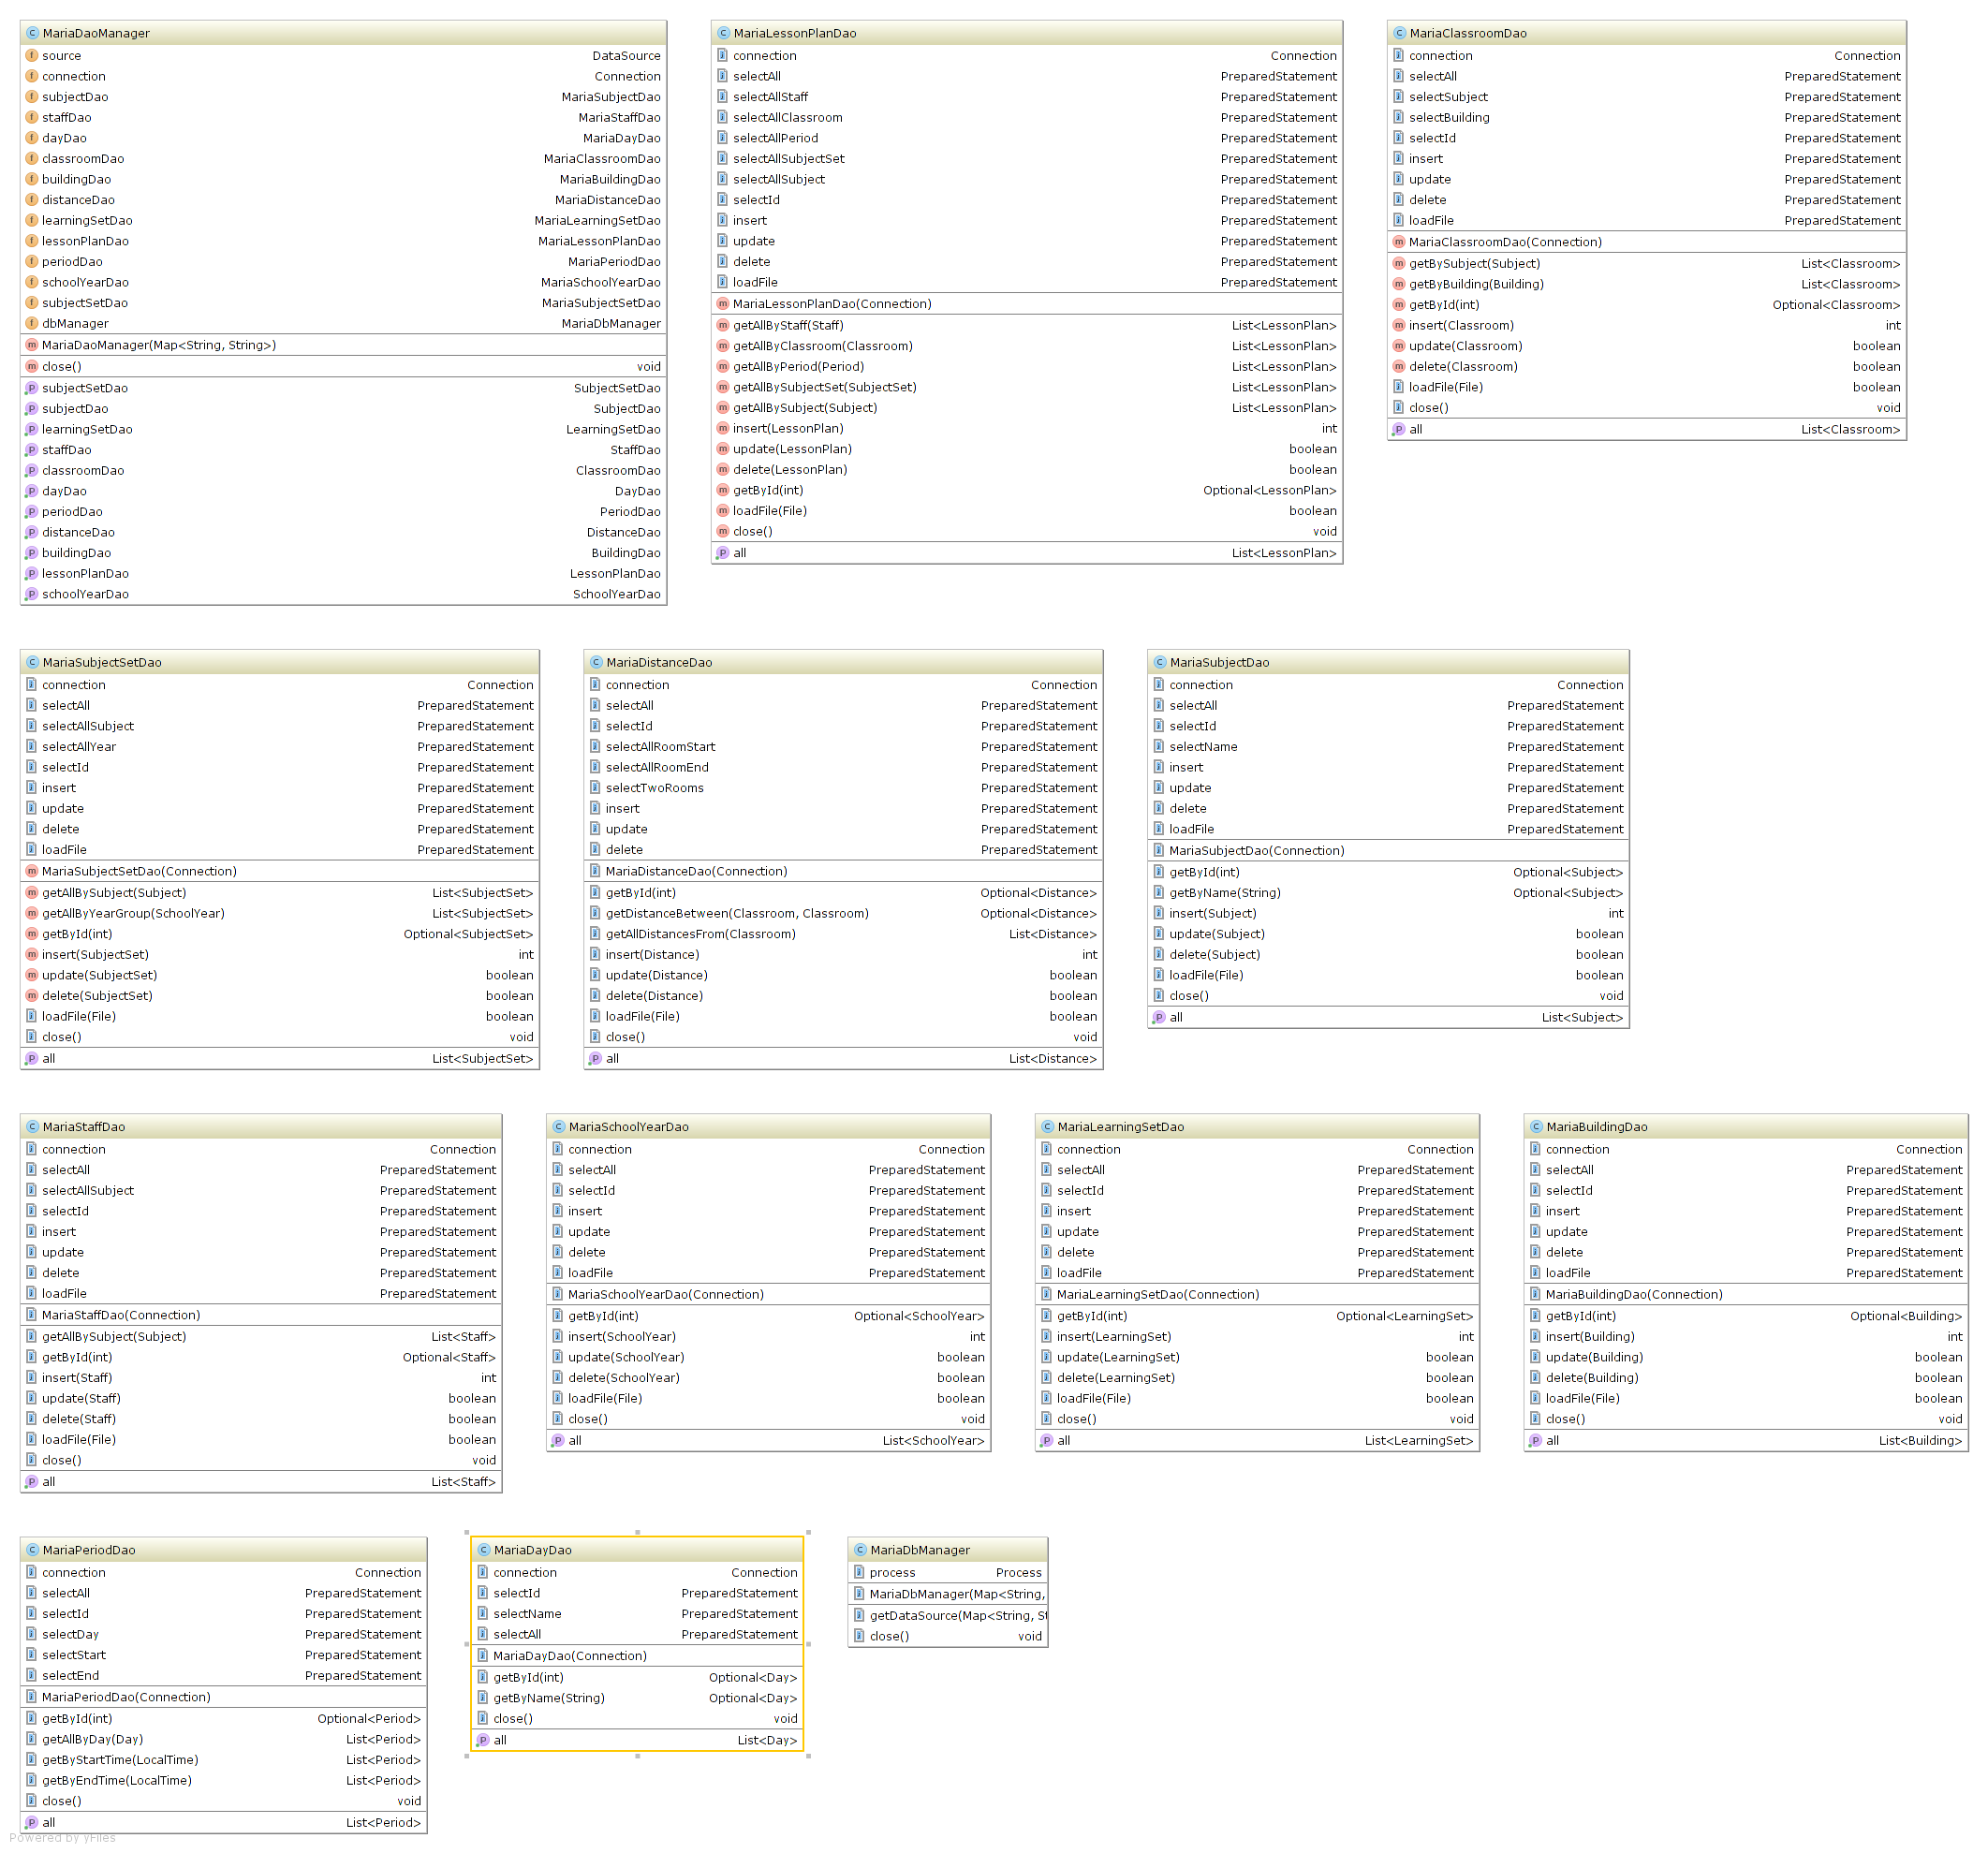 MariaDaoManager
source DataSource
connection Connection
subjectDao MariaSubjectDao
staffDao MariaStaffDao
dayDao MariaDayDao
classroomDao MariaClassroomDao
buildingDao MariaBuildingDao
distanceDao MariaDistanceDao
learningSetDao MariaLearningSetDao
lessonPlanDao MariaLessonPlanDao
periodDao MariaPeriodDao
schoolYearDao MariaSchoolYearDao
subjectSetDao MariaSubjectSetDao
dbManager MariaDbManager
MariaDaoManager(Map<String, String>)
close() void
subjectSetDao SubjectSetDao
subjectDao SubjectDao
learningSetDao LearningSetDao
staffDao StaffDao
classroomDao ClassroomDao
dayDao DayDao
periodDao PeriodDao
distanceDao DistanceDao
buildingDao BuildingDao
lessonPlanDao LessonPlanDao
schoolYearDao SchoolYearDao
MariaLessonPlanDao
connection Connection
selectAll PreparedStatement
selectAllStaff PreparedStatement
selectAllClassroom PreparedStatement
selectAllPeriod PreparedStatement
selectAllSubjectSet PreparedStatement
selectAllSubject PreparedStatement
selectId PreparedStatement
insert PreparedStatement
update PreparedStatement
delete PreparedStatement
loadFile PreparedStatement
MariaLessonPlanDao(Connection)
getAllByStaff(Staff) List<LessonPlan>
getAllByClassroom(Classroom) List<LessonPlan>
getAllByPeriod(Period) List<LessonPlan>
getAllBySubjectSet(SubjectSet) List<LessonPlan>
getAllBySubject(Subject) List<LessonPlan>
insert(LessonPlan) int
update(LessonPlan) boolean
delete(LessonPlan) boolean
getById(int) Optional<LessonPlan>
loadFile(File) boolean
close() void
all List<LessonPlan>
MariaClassroomDao
connection Connection
selectAll PreparedStatement
selectSubject PreparedStatement
selectBuilding PreparedStatement
selectId PreparedStatement
insert PreparedStatement
update PreparedStatement
delete PreparedStatement
loadFile PreparedStatement
MariaClassroomDao(Connection)
getBySubject(Subject) List<Classroom>
getByBuilding(Building) List<Classroom>
getById(int) Optional<Classroom>
insert(Classroom) int
update(Classroom) boolean
delete(Classroom) boolean
loadFile(File) boolean
close() void
all List<Classroom>
MariaSubjectSetDao
connection Connection
selectAll PreparedStatement
selectAllSubject PreparedStatement
selectAllYear PreparedStatement
selectId PreparedStatement
insert PreparedStatement
update PreparedStatement
delete PreparedStatement
loadFile PreparedStatement
MariaSubjectSetDao(Connection)
getAllBySubject(Subject) List<SubjectSet>
getAllByYearGroup(SchoolYear) List<SubjectSet>
getById(int) Optional<SubjectSet>
insert(SubjectSet) int
update(SubjectSet) boolean
delete(SubjectSet) boolean
loadFile(File) boolean
close() void
all List<SubjectSet>
MariaDistanceDao
connection Connection
selectAll PreparedStatement
selectId PreparedStatement
selectAllRoomStart PreparedStatement
selectAllRoomEnd PreparedStatement
selectTwoRooms PreparedStatement
insert PreparedStatement
update PreparedStatement
delete PreparedStatement
MariaDistanceDao(Connection)
getById(int) Optional<Distance>
getDistanceBetween(Classroom, Classroom) Optional<Distance>
getAllDistancesFrom(Classroom) List<Distance>
insert(Distance) int
update(Distance) boolean
delete(Distance) boolean
loadFile(File) boolean
close() void
all List<Distance>
MariaSubjectDao
connection Connection
selectAll PreparedStatement
selectId PreparedStatement
selectName PreparedStatement
insert PreparedStatement
update PreparedStatement
delete PreparedStatement
loadFile PreparedStatement
MariaSubjectDao(Connection)
getById(int) Optional<Subject>
getByName(String) Optional<Subject>
insert(Subject) int
update(Subject) boolean
delete(Subject) boolean
loadFile(File) boolean
close() void
all List<Subject>
MariaStaffDao
connection Connection
selectAll PreparedStatement
selectAllSubject PreparedStatement
selectId PreparedStatement
insert PreparedStatement
update PreparedStatement
delete PreparedStatement
loadFile PreparedStatement
MariaStaffDao(Connection)
getAllBySubject(Subject) List<Staff>
getById(int) Optional<Staff>
insert(Staff) int
update(Staff) boolean
delete(Staff) boolean
loadFile(File) boolean
close() void
all List<Staff>
MariaSchoolYearDao
connection Connection
selectAll PreparedStatement
selectId PreparedStatement
insert PreparedStatement
update PreparedStatement
delete PreparedStatement
loadFile PreparedStatement
MariaSchoolYearDao(Connection)
getById(int) Optional<SchoolYear>
insert(SchoolYear) int
update(SchoolYear) boolean
delete(SchoolYear) boolean
loadFile(File) boolean
close() void
all List<SchoolYear>
MariaLearningSetDao
connection Connection
selectAll PreparedStatement
selectId PreparedStatement
insert PreparedStatement
update PreparedStatement
delete PreparedStatement
loadFile PreparedStatement
MariaLearningSetDao(Connection)
getById(int) Optional<LearningSet>
insert(LearningSet) int
update(LearningSet) boolean
delete(LearningSet) boolean
loadFile(File) boolean
close() void
all List<LearningSet>
MariaBuildingDao
connection Connection
selectAll PreparedStatement
selectId PreparedStatement
insert PreparedStatement
update PreparedStatement
delete PreparedStatement
loadFile PreparedStatement
MariaBuildingDao(Connection)
getById(int) Optional<Building>
insert(Building) int
update(Building) boolean
delete(Building) boolean
loadFile(File) boolean
close() void
all List<Building>
MariaPeriodDao
connection Connection
selectAll PreparedStatement
selectId PreparedStatement
selectDay PreparedStatement
selectStart PreparedStatement
selectEnd PreparedStatement
MariaPeriodDao(Connection)
getById(int) Optional<Period>
getAllByDay(Day) List<Period>
getByStartTime(LocalTime) List<Period>
getByEndTime(LocalTime) List<Period>
close() void
all List<Period>
MariaDayDao
connection Connection
selectId PreparedStatement
selectName PreparedStatement
selectAll PreparedStatement
MariaDayDao(Connection)
getById(int) Optional<Day>
getByName(String) Optional<Day>
close() void
all List<Day>
MariaDbManager
process Process
MariaDbManager(Map<String,
getDataSource(Map<String, St
close() void
Powered by yFiles